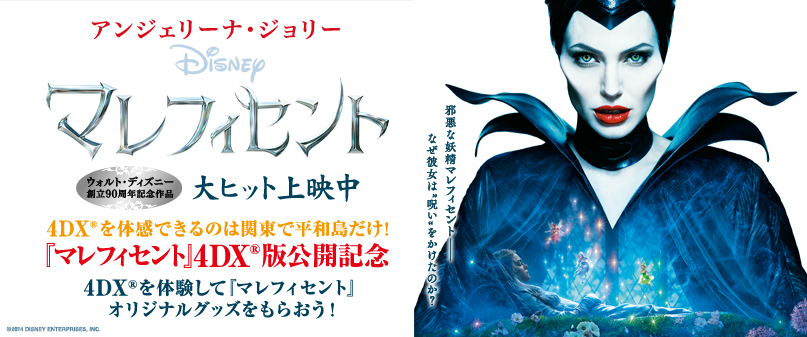 アンジェリーナ・ジョリー
Disney
マレフィセント
ウォルト・ディズニー
創立90周年記念作品
大ヒット上映中
4DX®を体感できるのは関東で平和島だけ！
『マレフィセント』4DX®版公開記念
4DX®を体験して『マレフィセント』
オリジナルグッズをもらおう！
©2014 DISNEY ENTERPRISES, INC.
邪悪な妖精マレフィセント──
なぜ彼女は“呪い”をかけたのか？